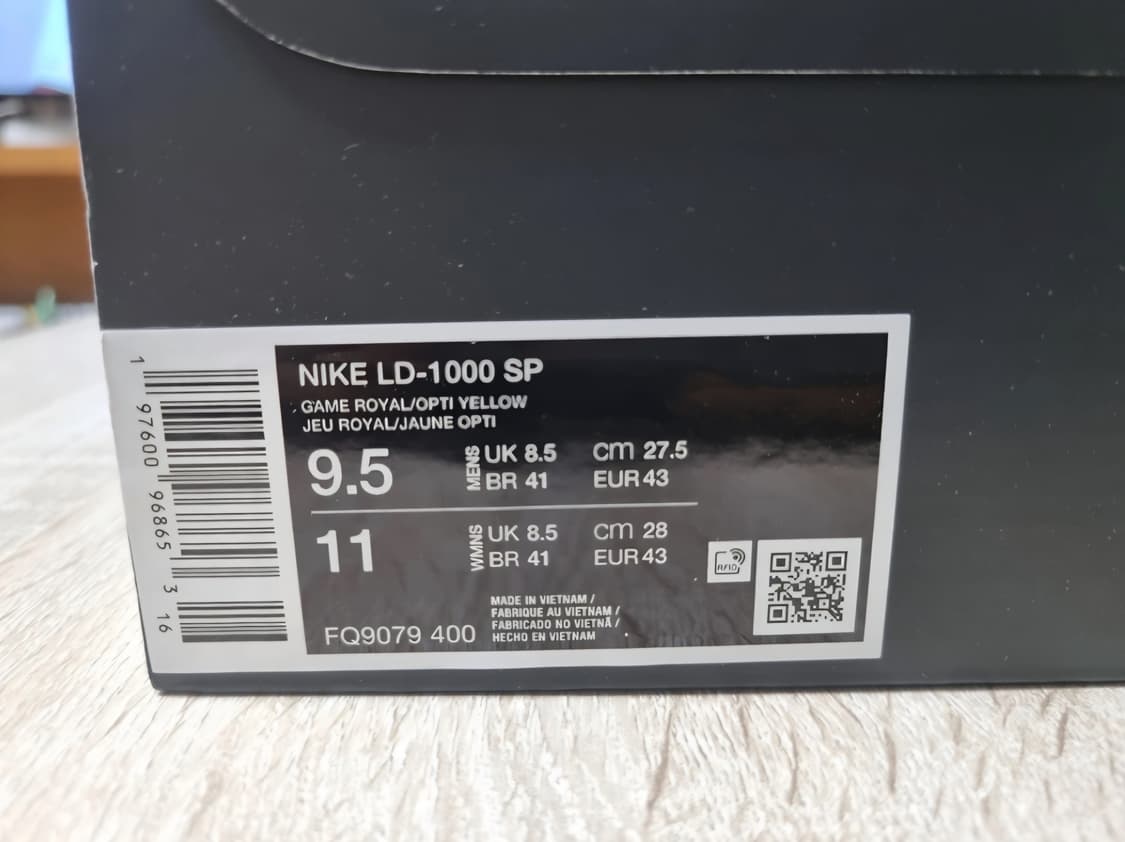 NIKE LD-1000 SP
GAME ROYAL/OPTI YELLOW
JEU ROYAL/JAUNE OPTI
9.5 MENS UK 8.5 cm 27.5
BR 41 EUR 43
11 WMNS UK 8.5 cm 28
BR 41 EUR 43
RFID
MADE IN VIETNAM /
FABRIQUE AU VIETNAM /
FABRICADO NO VIETNÃ /
HECHO EN VIETNAM
FQ9079 400
1 97600 96865 3 16